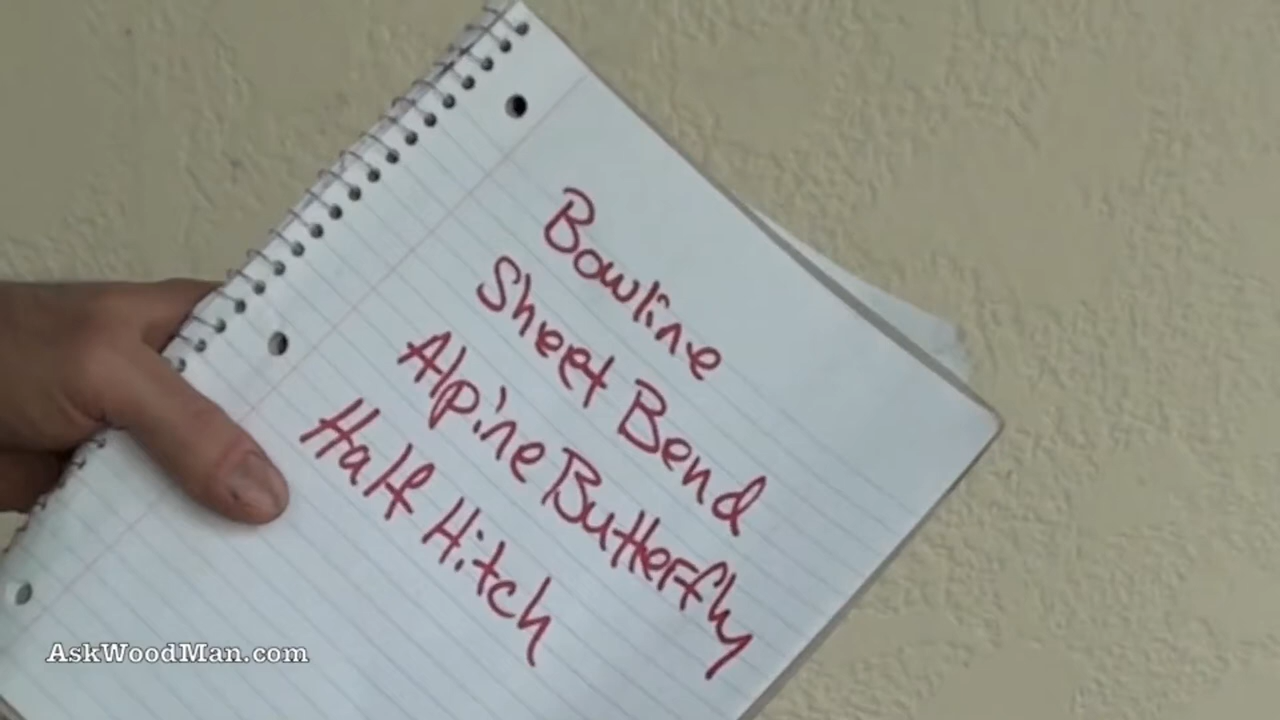 Bowline
Sheet Bend
Alpine Butterfly
Half Hitch
AskWoodMan.com